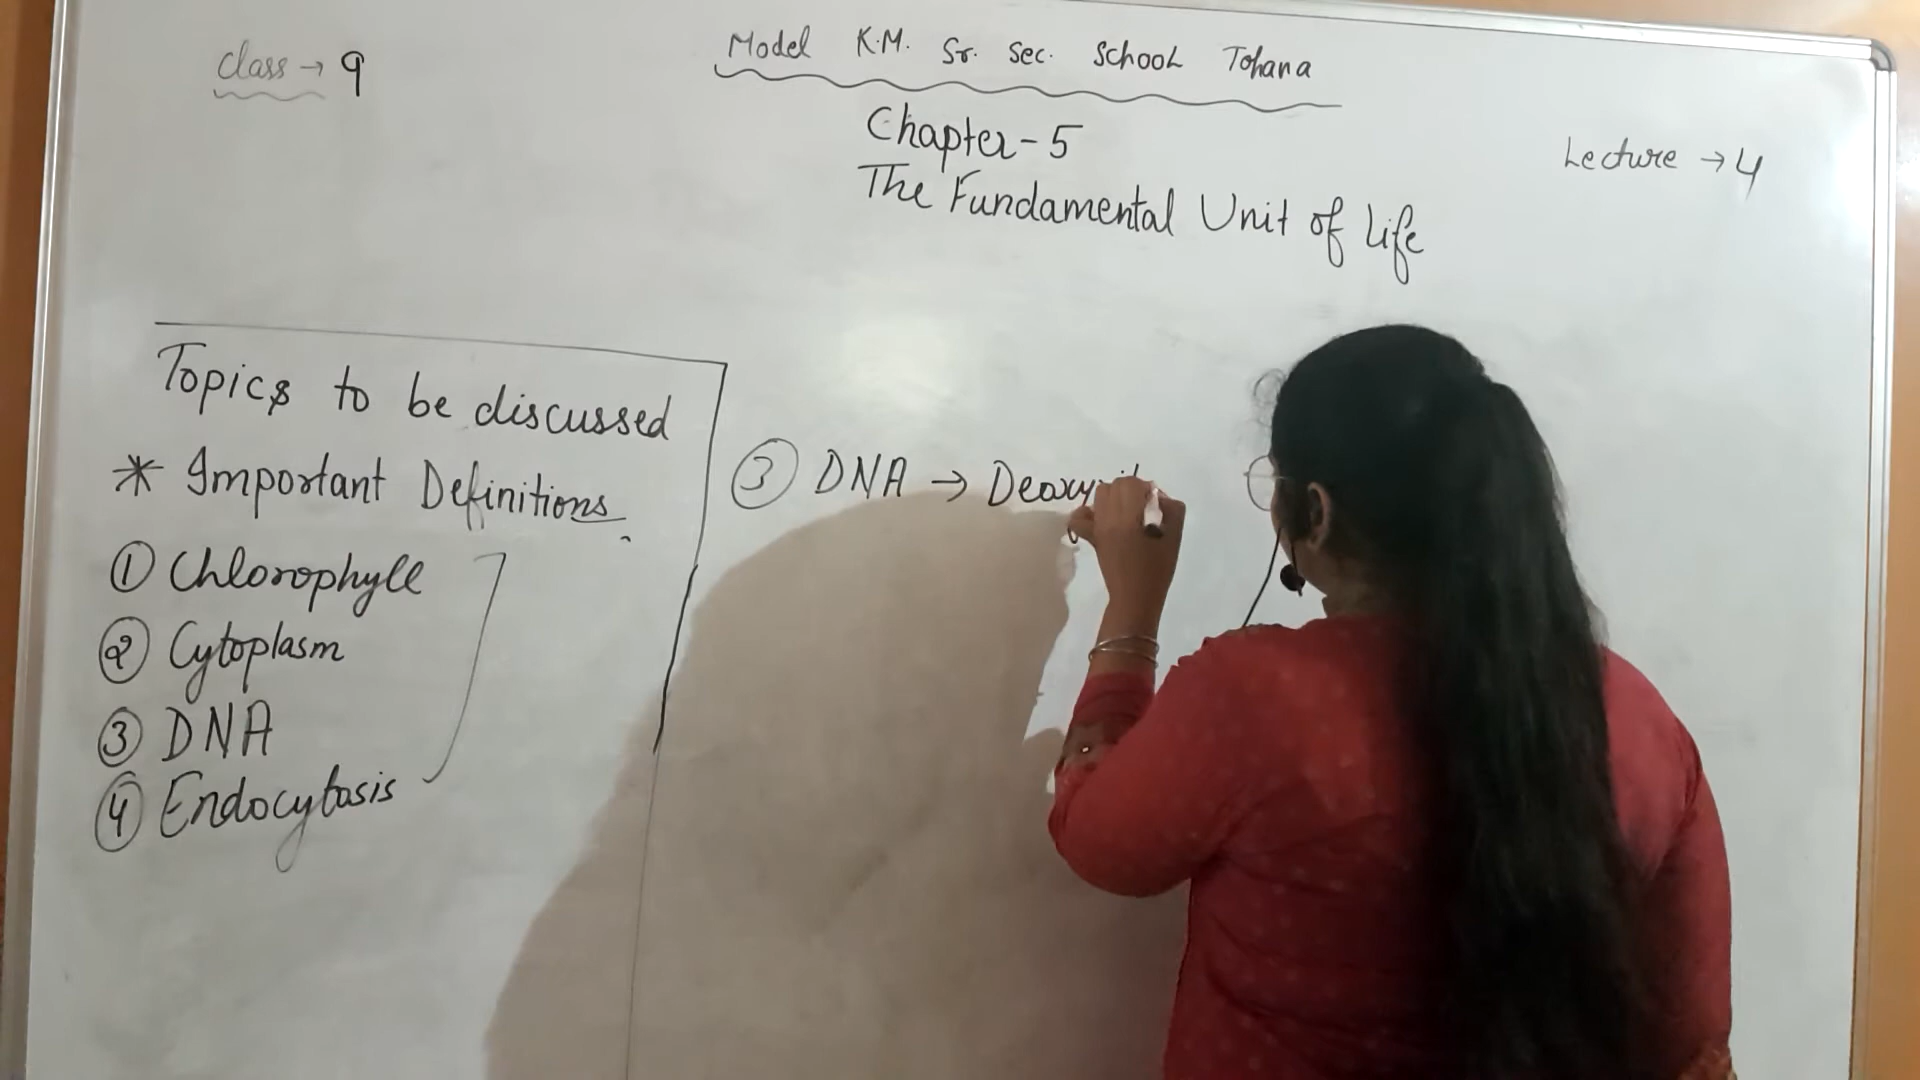 Class → 9
Model K.M. Sr. Sec. School Tohana
Chapter - 5
The Fundamental Unit of Life
Lecture → 4
Topics to be discussed
* Important Definitions
① Chlorophyll
② Cytoplasm
③ DNA
④ Endocytosis
③ DNA →